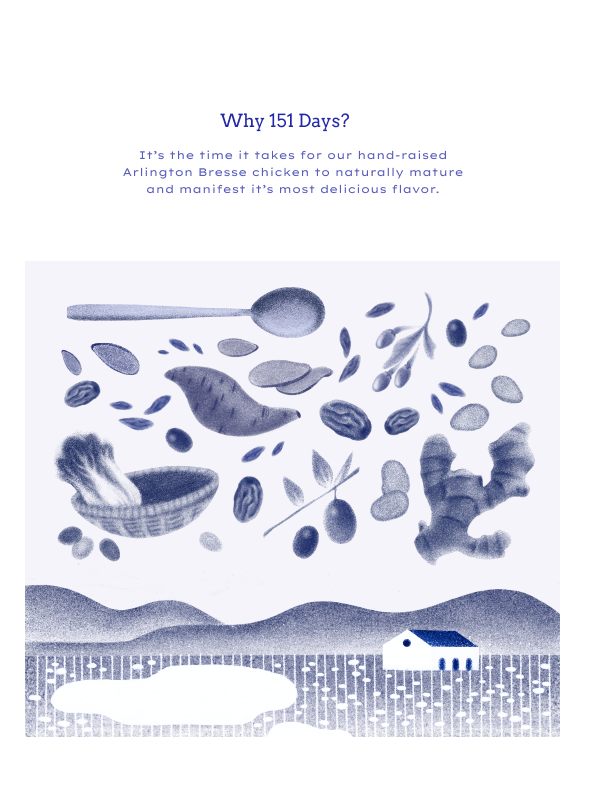 Why 151 Days?
It's the time it takes for our hand-raised
Arlington Bresse chicken to naturally mature
and manifest it's most delicious flavor.